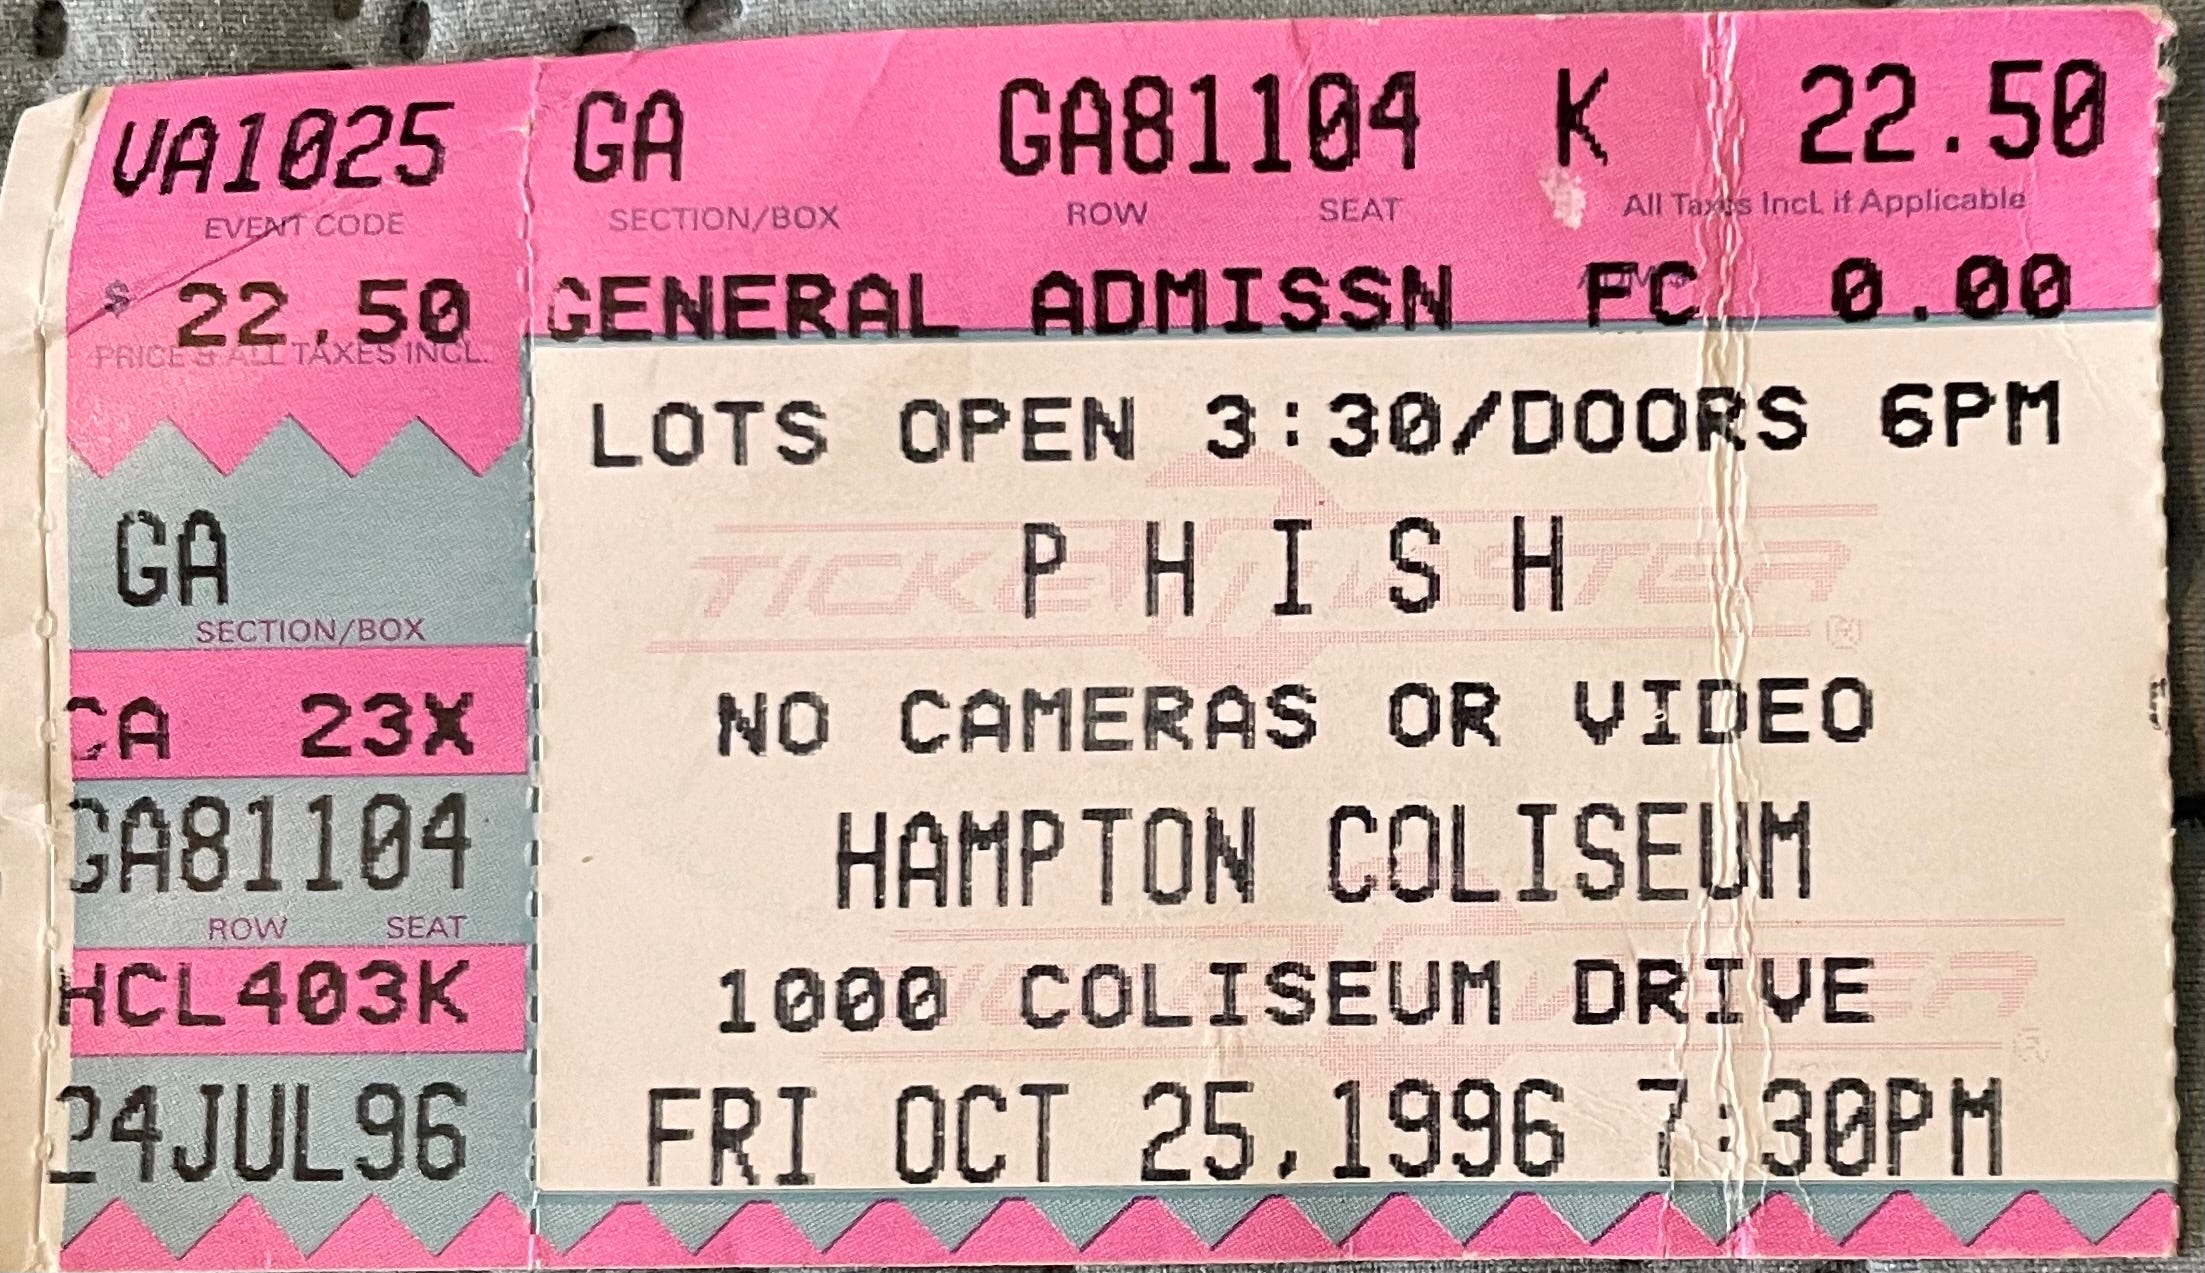 VA1025
EVENT CODE
$ 22.50
PRICE & ALL TAXES INCL.
GA
SECTION/BOX
CA 23X
GA81104
ROW SEAT
HCL403K
24JUL96
GA GA81104 K 22.50
SECTION/BOX ROW SEAT All Taxes Incl. if Applicable
GENERAL ADMISSN FC 0.00
LOTS OPEN 3:30/DOORS 6PM
TICKETMASTER ®
P H I S H
NO CAMERAS OR VIDEO
HAMPTON COLISEUM
TICKETMASTER ®
1000 COLISEUM DRIVE
FRI OCT 25,1996 7:30PM